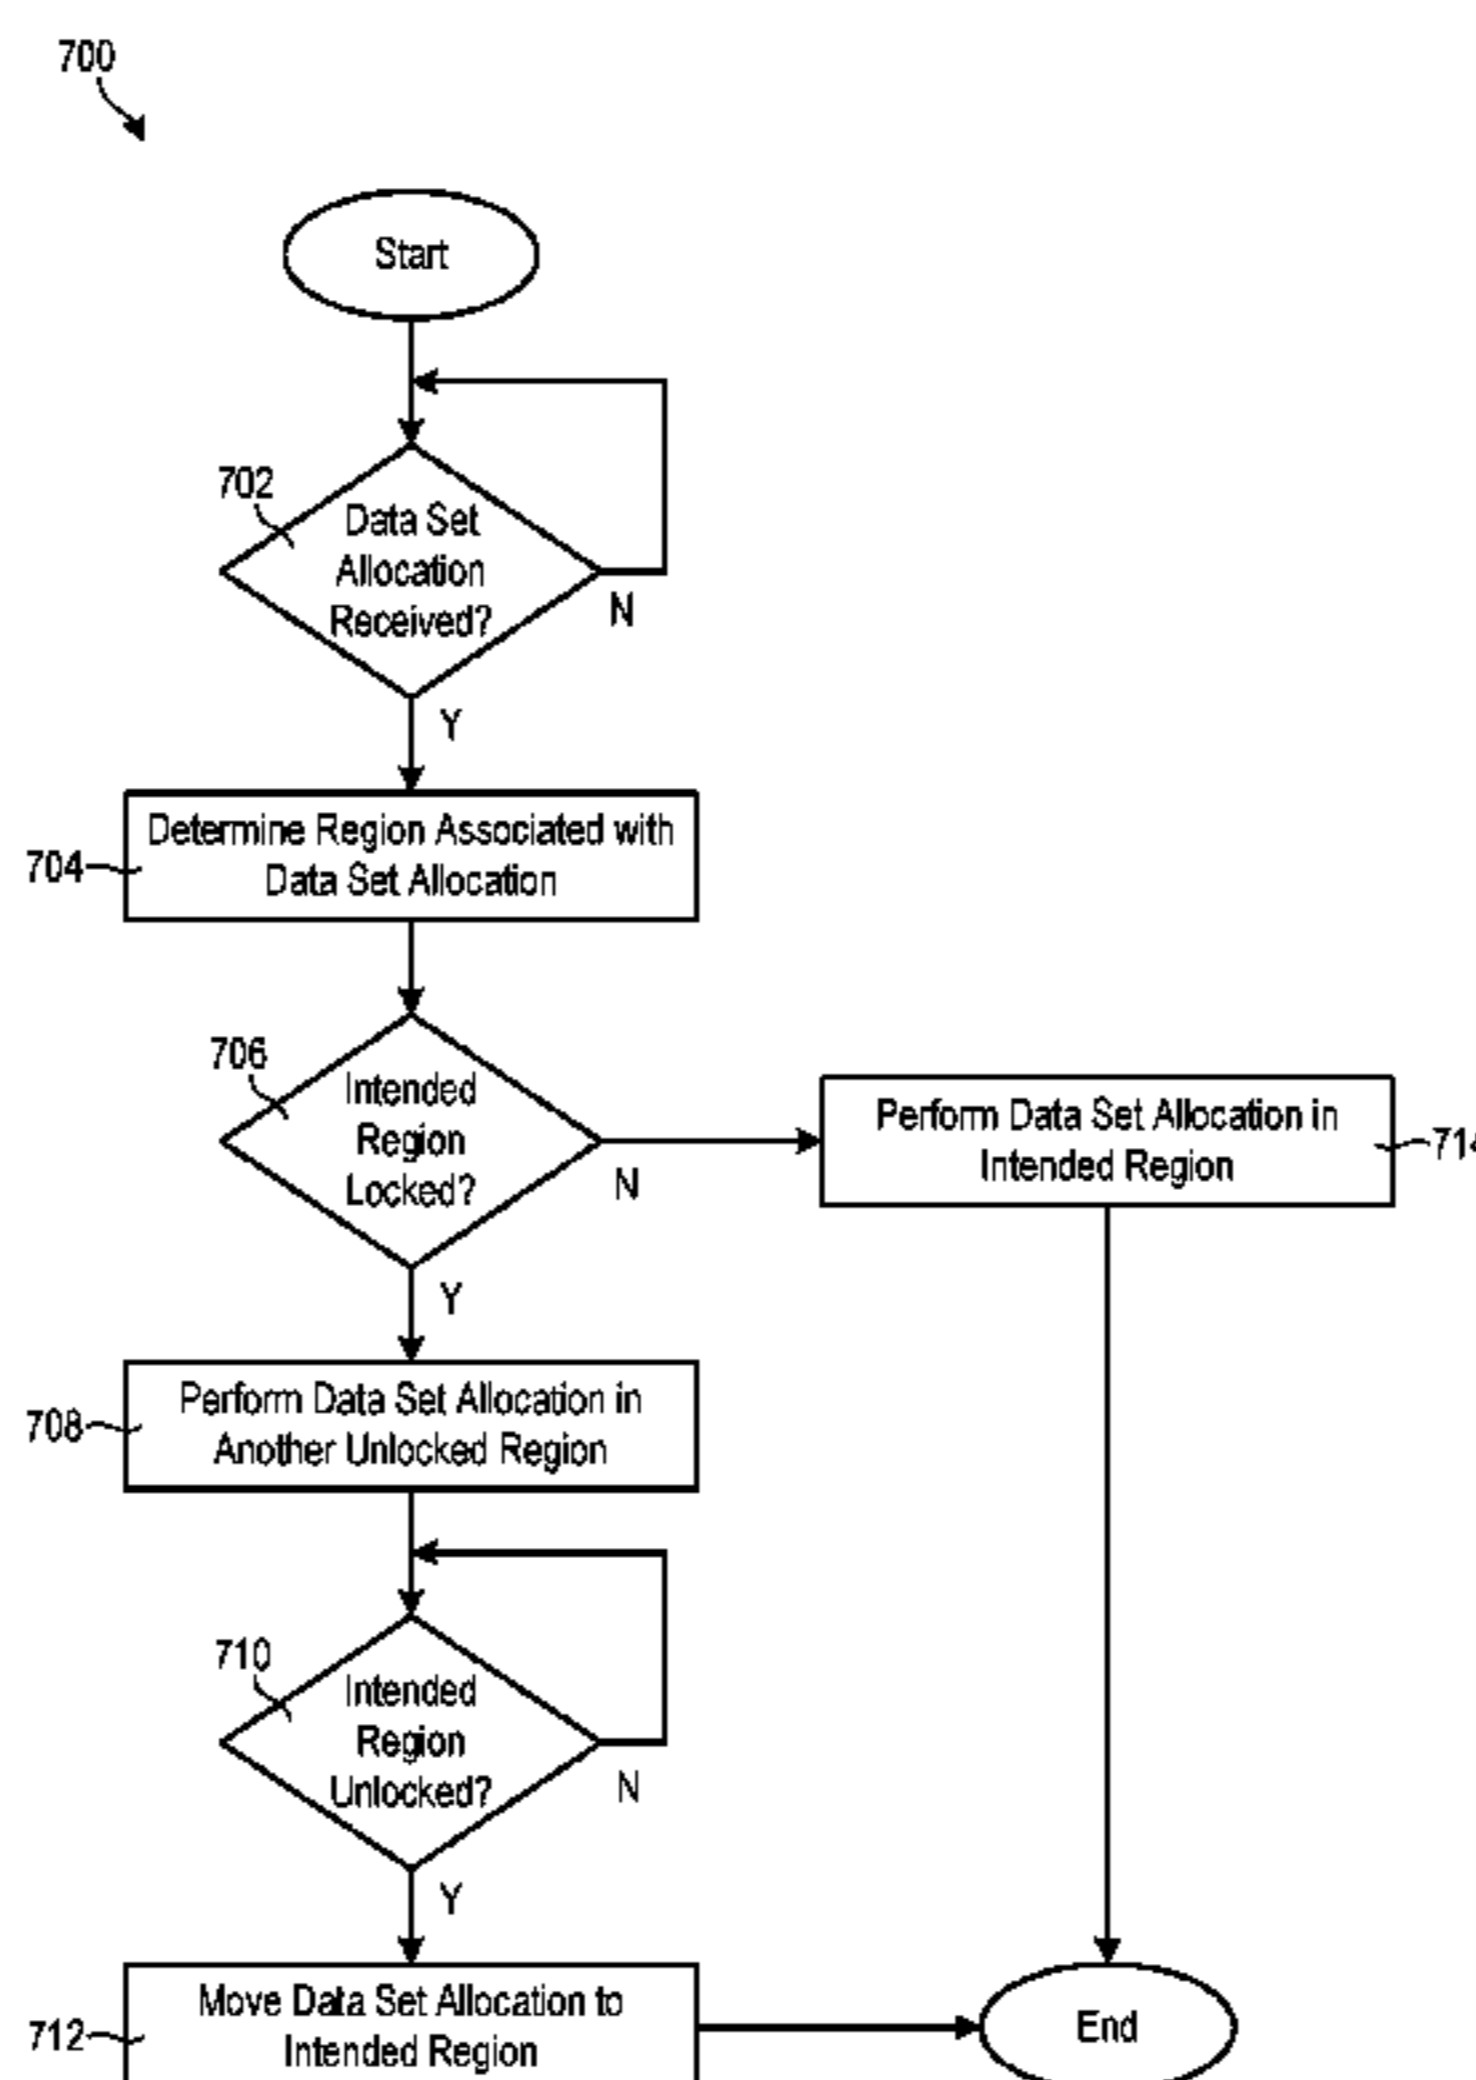 700
Start
702
Data Set
Allocation
Received?
N
Y
704
Determine Region Associated with
Data Set Allocation
706
Intended
Region
Locked?
N
Y
Perform Data Set Allocation in
Intended Region
708
Perform Data Set Allocation in
Another Unlocked Region
710
Intended
Region
Unlocked?
N
Y
712
Move Data Set Allocation to
Intended Region
End